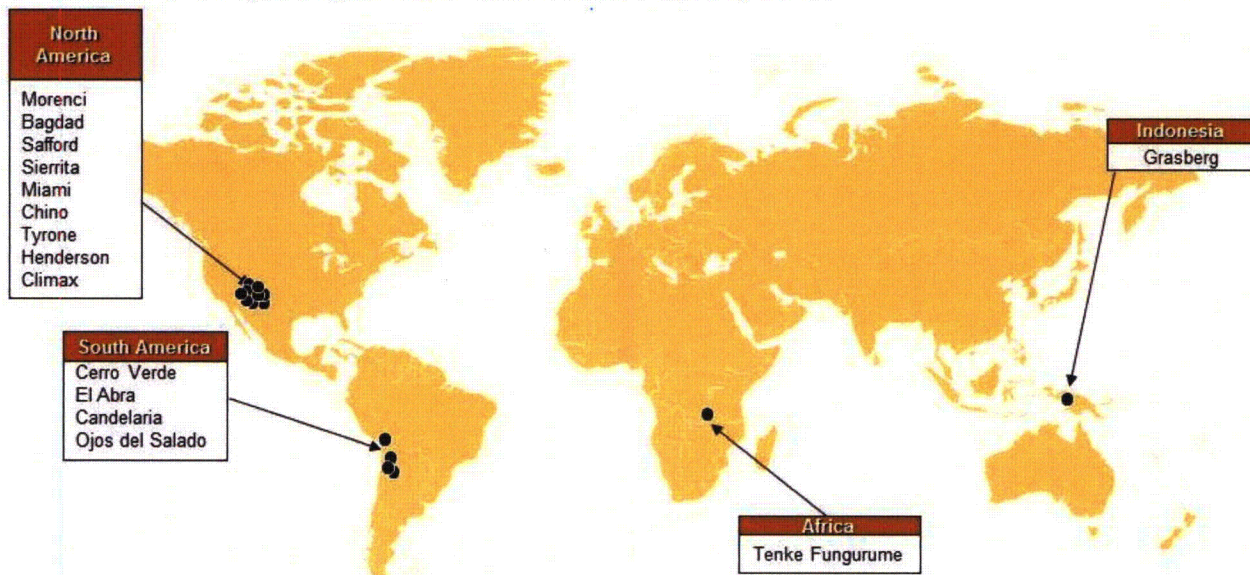 North
America
Morenci
Bagdad
Safford
Sierrita
Miami
Chino
Tyrone
Henderson
Climax
South America
Cerro Verde
El Abra
Candelaria
Ojos del Salado
Indonesia
Grasberg
Africa
Tenke Fungurume